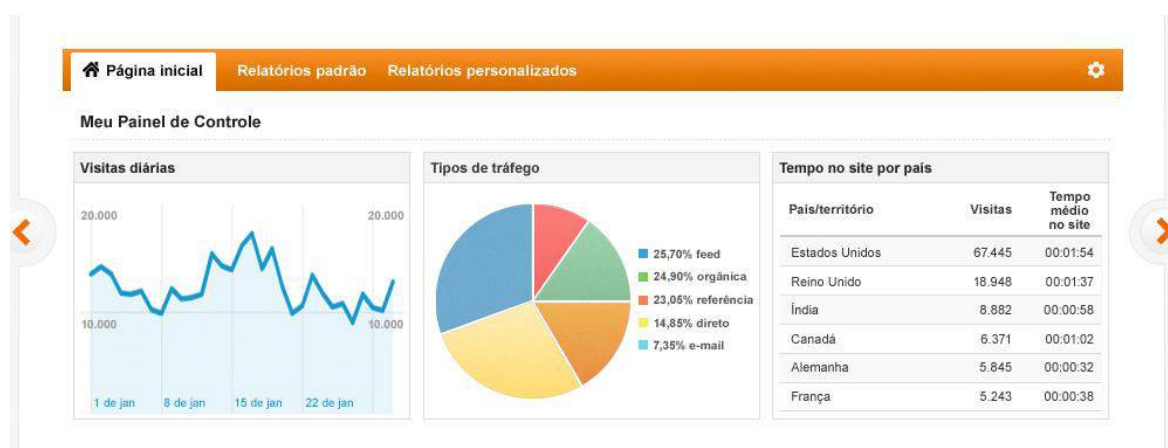 Página inicial
Relatórios padrão
Relatórios personalizados
Meu Painel de Controle
Visitas diárias
20.000
20.000
10.000
10.000
1 de jan
8 de jan
15 de jan
22 de jan
Tipos de tráfego
25,70% feed
24,90% orgânica
23,05% referência
14,85% direto
7,35% e-mail
Tempo no site por país
País/território Visitas Tempo médio no site
Estados Unidos 67.445 00:01:54
Reino Unido 18.948 00:01:37
Índia 8.882 00:00:58
Canadá 6.371 00:01:02
Alemanha 5.845 00:00:32
França 5.243 00:00:38